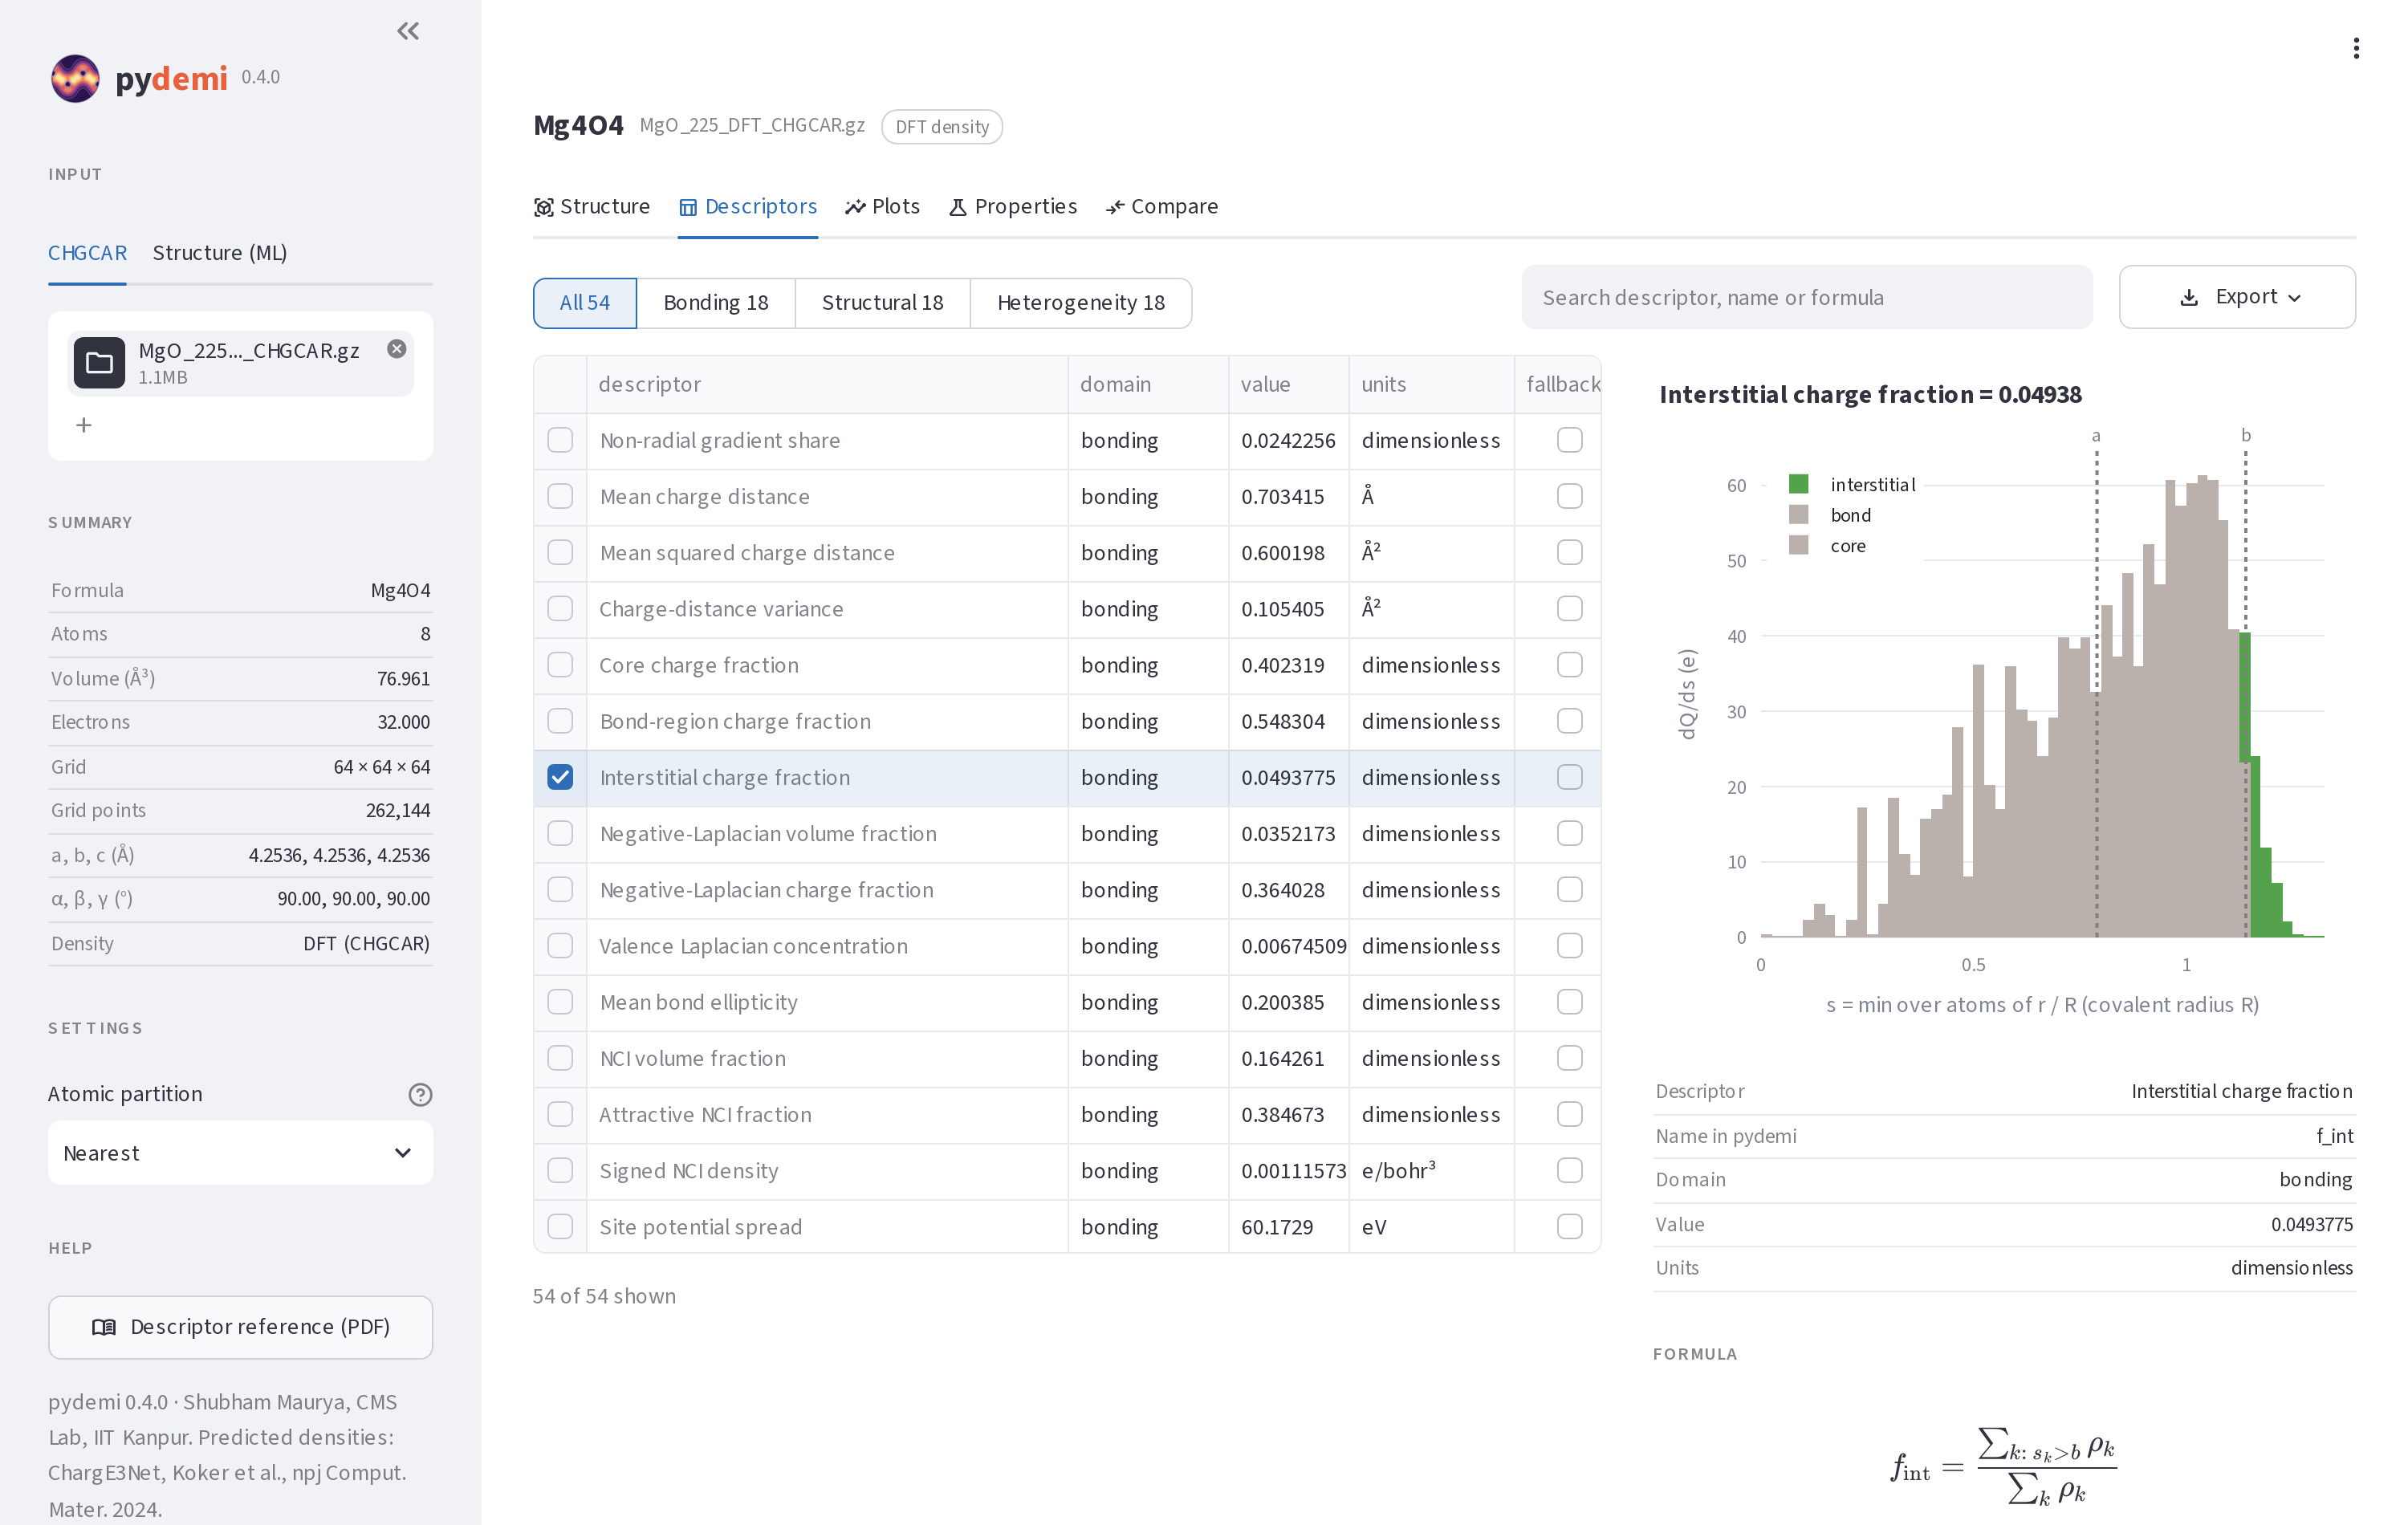 pydemi 0.4.0
INPUT
CHGCAR Structure (ML)
MgO_225..._CHGCAR.gz
1.1MB
SUMMARY
Formula Mg4O4
Atoms 8
Volume (Å³) 76.961
Electrons 32.000
Grid 64 × 64 × 64
Grid points 262,144
a, b, c (Å) 4.2536, 4.2536, 4.2536
α, β, γ (°) 90.00, 90.00, 90.00
Density DFT (CHGCAR)
SETTINGS
Atomic partition
Nearest
HELP
Descriptor reference (PDF)
pydemi 0.4.0 · Shubham Maurya, CMS
Lab, IIT Kanpur. Predicted densities:
ChargE3Net, Koker et al., npj Comput.
Mater. 2024.
Mg4O4 MgO_225_DFT_CHGCAR.gz DFT density
Structure Descriptors Plots Properties Compare
All 54 Bonding 18 Structural 18 Heterogeneity 18
Search descriptor, name or formula
Export
descriptor domain value units fallback
Non-radial gradient share bonding 0.0242256 dimensionless
Mean charge distance bonding 0.703415 Å
Mean squared charge distance bonding 0.600198 Å²
Charge-distance variance bonding 0.105405 Å²
Core charge fraction bonding 0.402319 dimensionless
Bond-region charge fraction bonding 0.548304 dimensionless
Interstitial charge fraction bonding 0.0493775 dimensionless
Negative-Laplacian volume fraction bonding 0.0352173 dimensionless
Negative-Laplacian charge fraction bonding 0.364028 dimensionless
Valence Laplacian concentration bonding 0.00674509 dimensionless
Mean bond ellipticity bonding 0.200385 dimensionless
NCI volume fraction bonding 0.164261 dimensionless
Attractive NCI fraction bonding 0.384673 dimensionless
Signed NCI density bonding 0.00111573 e/bohr³
Site potential spread bonding 60.1729 eV
54 of 54 shown
Interstitial charge fraction = 0.04938
a b
interstitial
bond
core
60
50
40
30
20
10
0
dQ/ds (e)
0 0.5 1
s = min over atoms of r / R (covalent radius R)
Descriptor Interstitial charge fraction
Name in pydemi f_int
Domain bonding
Value 0.0493775
Units dimensionless
FORMULA
f_int = ∑_{k: s_k>b} ρ_k / ∑_k ρ_k